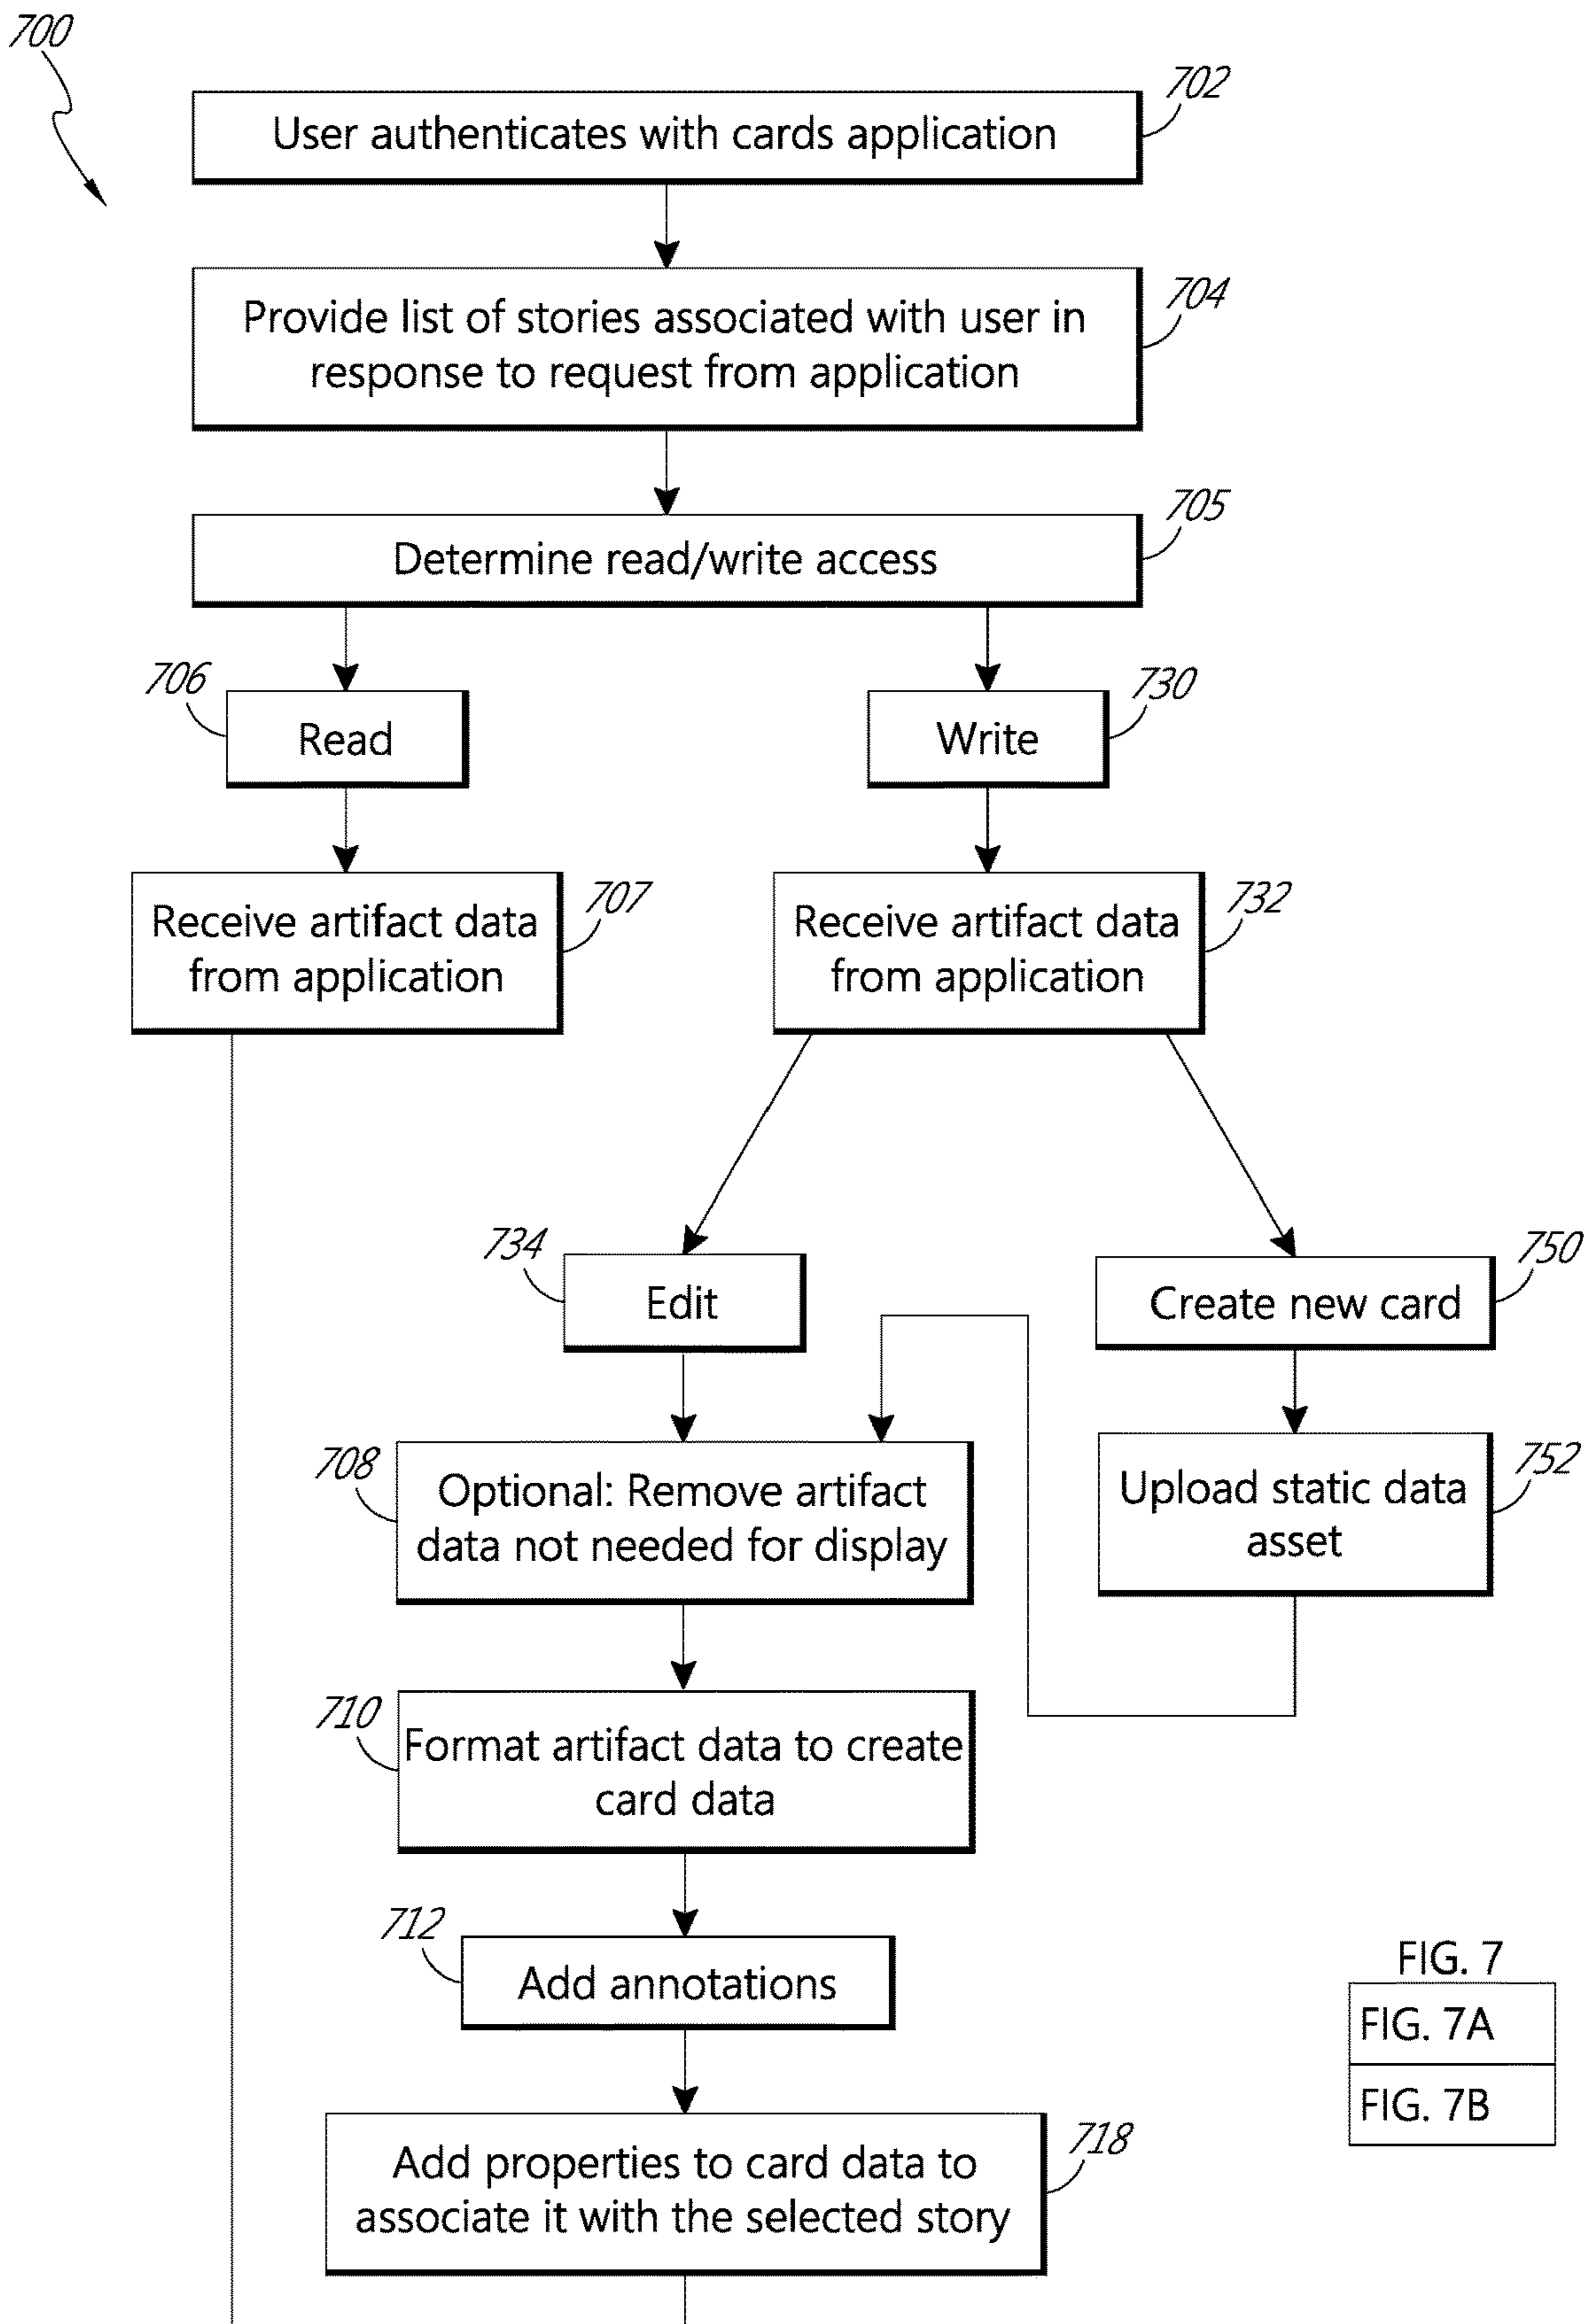 700
702
User authenticates with cards application
704
Provide list of stories associated with user in
response to request from application
705
Determine read/write access
706
Read
730
Write
707
Receive artifact data
from application
732
Receive artifact data
from application
734
Edit
750
Create new card
708
Optional: Remove artifact
data not needed for display
752
Upload static data
asset
710
Format artifact data to create
card data
712
Add annotations
718
Add properties to card data to
associate it with the selected story
FIG. 7
FIG. 7A
FIG. 7B